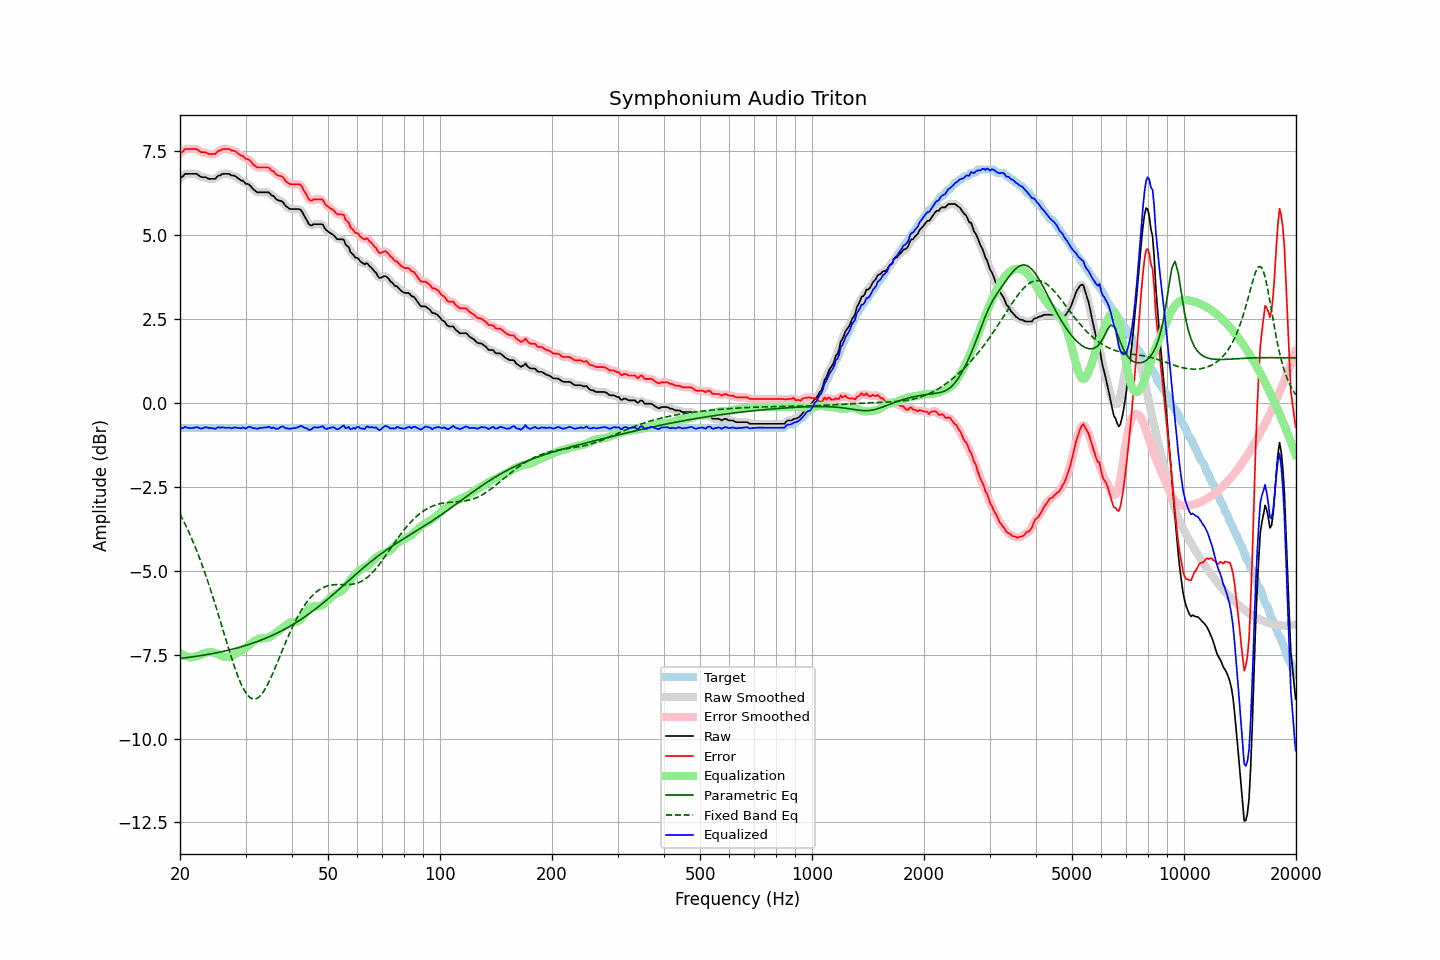 Symphonium Audio Triton
Amplitude (dBr)
7.5
5.0
2.5
0.0
−2.5
−5.0
−7.5
−10.0
−12.5
Target
Raw Smoothed
Error Smoothed
Raw
Error
Equalization
Parametric Eq
Fixed Band Eq
Equalized
20 50 100 200 500 1000 2000 5000 10000 20000
Frequency (Hz)